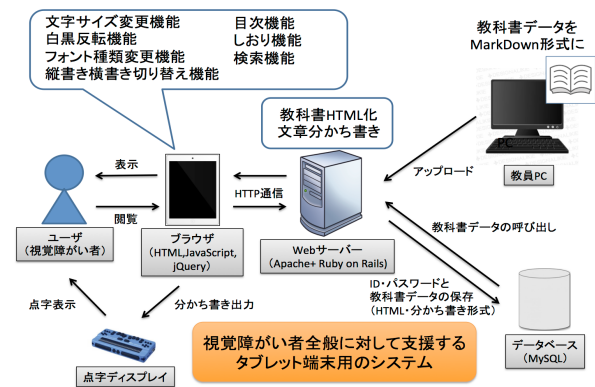 文字サイズ変更機能
白黒反転機能
フォント種類変更機能
縦書き横書き切り替え機能
目次機能
しおり機能
検索機能
教科書データを
MarkDown形式に
教科書HTML化
文章分かち書き
PC
教員PC
表示
HTTP通信
アップロード
閲覧
ユーザ
(視覚障がい者)
ブラウザ
(HTML,JavaScript,
jQuery)
Webサーバー
(Apache+ Ruby on Rails)
教科書データの呼び出し
点字表示
分かち書き出力
ID・パスワードと
教科書データの保存
(HTML・分かち書き形式)
データベース
(MySQL)
点字ディスプレイ
視覚障がい者全般に対して支援する
タブレット端末用のシステム